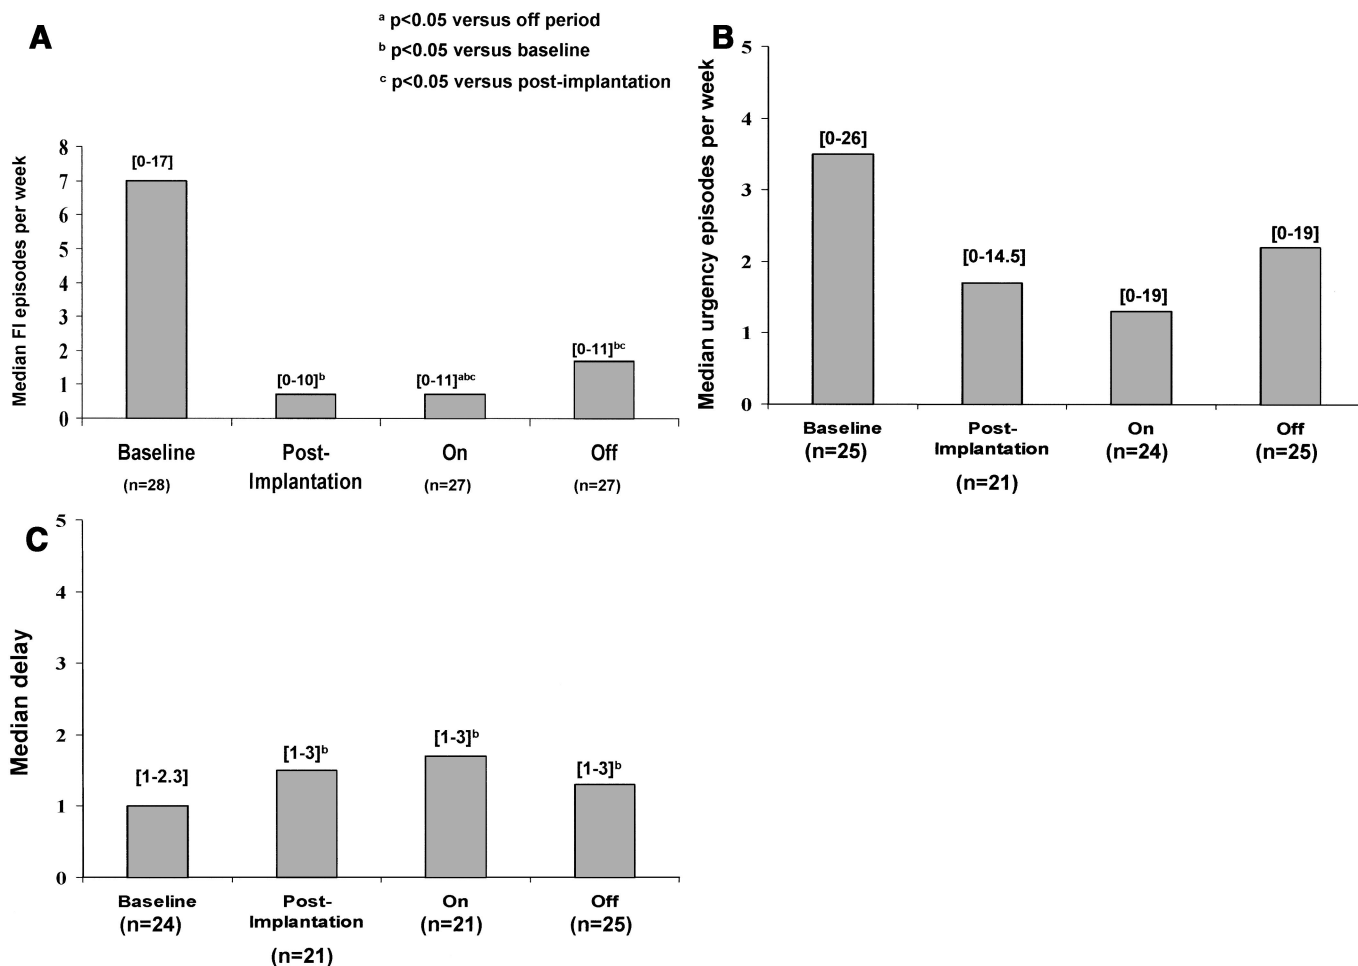 A
a p<0.05 versus off period
b p<0.05 versus baseline
c p<0.05 versus post-implantation
Median FI episodes per week
8
7
6
5
4
3
2
1
0
[0-17]
[0-10]b
[0-11]abc
[0-11]bc
Baseline
Post-
Implantation
On
Off
(n=28)
(n=27)
(n=27)
B
Median urgency episodes per week
5
4
3
2
1
0
[0-26]
[0-14.5]
[0-19]
[0-19]
Baseline
(n=25)
Post-
Implantation
(n=21)
On
(n=24)
Off
(n=25)
C
Median delay
5
4
3
2
1
0
[1-2.3]
[1-3]b
[1-3]b
[1-3]b
Baseline
(n=24)
Post-
Implantation
(n=21)
On
(n=21)
Off
(n=25)